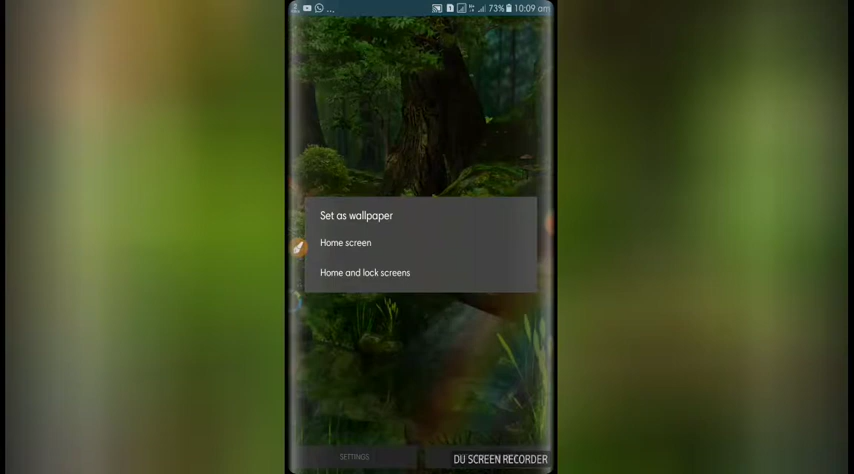 ... 73% 10:09 am
Set as wallpaper
Home screen
Home and lock screens
SETTINGS
DU SCREEN RECORDER